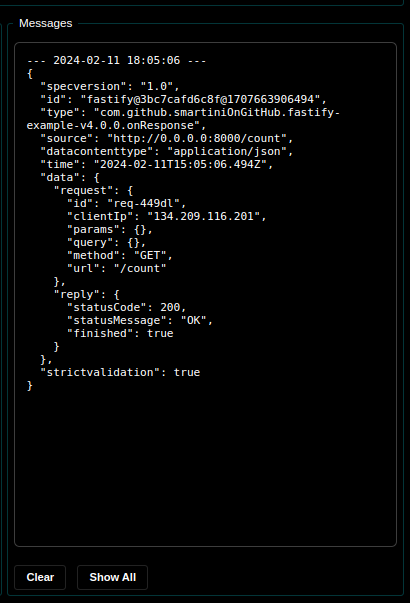 Messages
--- 2024-02-11 18:05:06 ---
{
  "specversion": "1.0",
  "id": "fastify@3bc7cafd6c8f@1707663906494",
  "type": "com.github.smartiniOnGitHub.fastify-
example-v4.0.0.onResponse",
  "source": "http://0.0.0.0:8000/count",
  "datacontenttype": "application/json",
  "time": "2024-02-11T15:05:06.494Z",
  "data": {
    "request": {
      "id": "req-449dl",
      "clientIp": "134.209.116.201",
      "params": {},
      "query": {},
      "method": "GET",
      "url": "/count"
    },
    "reply": {
      "statusCode": 200,
      "statusMessage": "OK",
      "finished": true
    }
  },
  "strictvalidation": true
}
Clear Show All